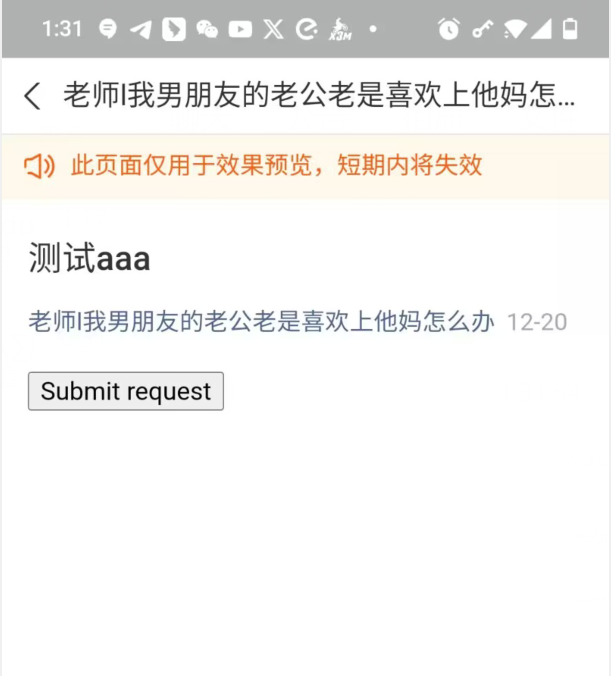 1:31
老师l我男朋友的老公老是喜欢上他妈怎...
此页面仅用于效果预览，短期内将失效
测试aaa
老师l我男朋友的老公老是喜欢上他妈怎么办 12-20
Submit request